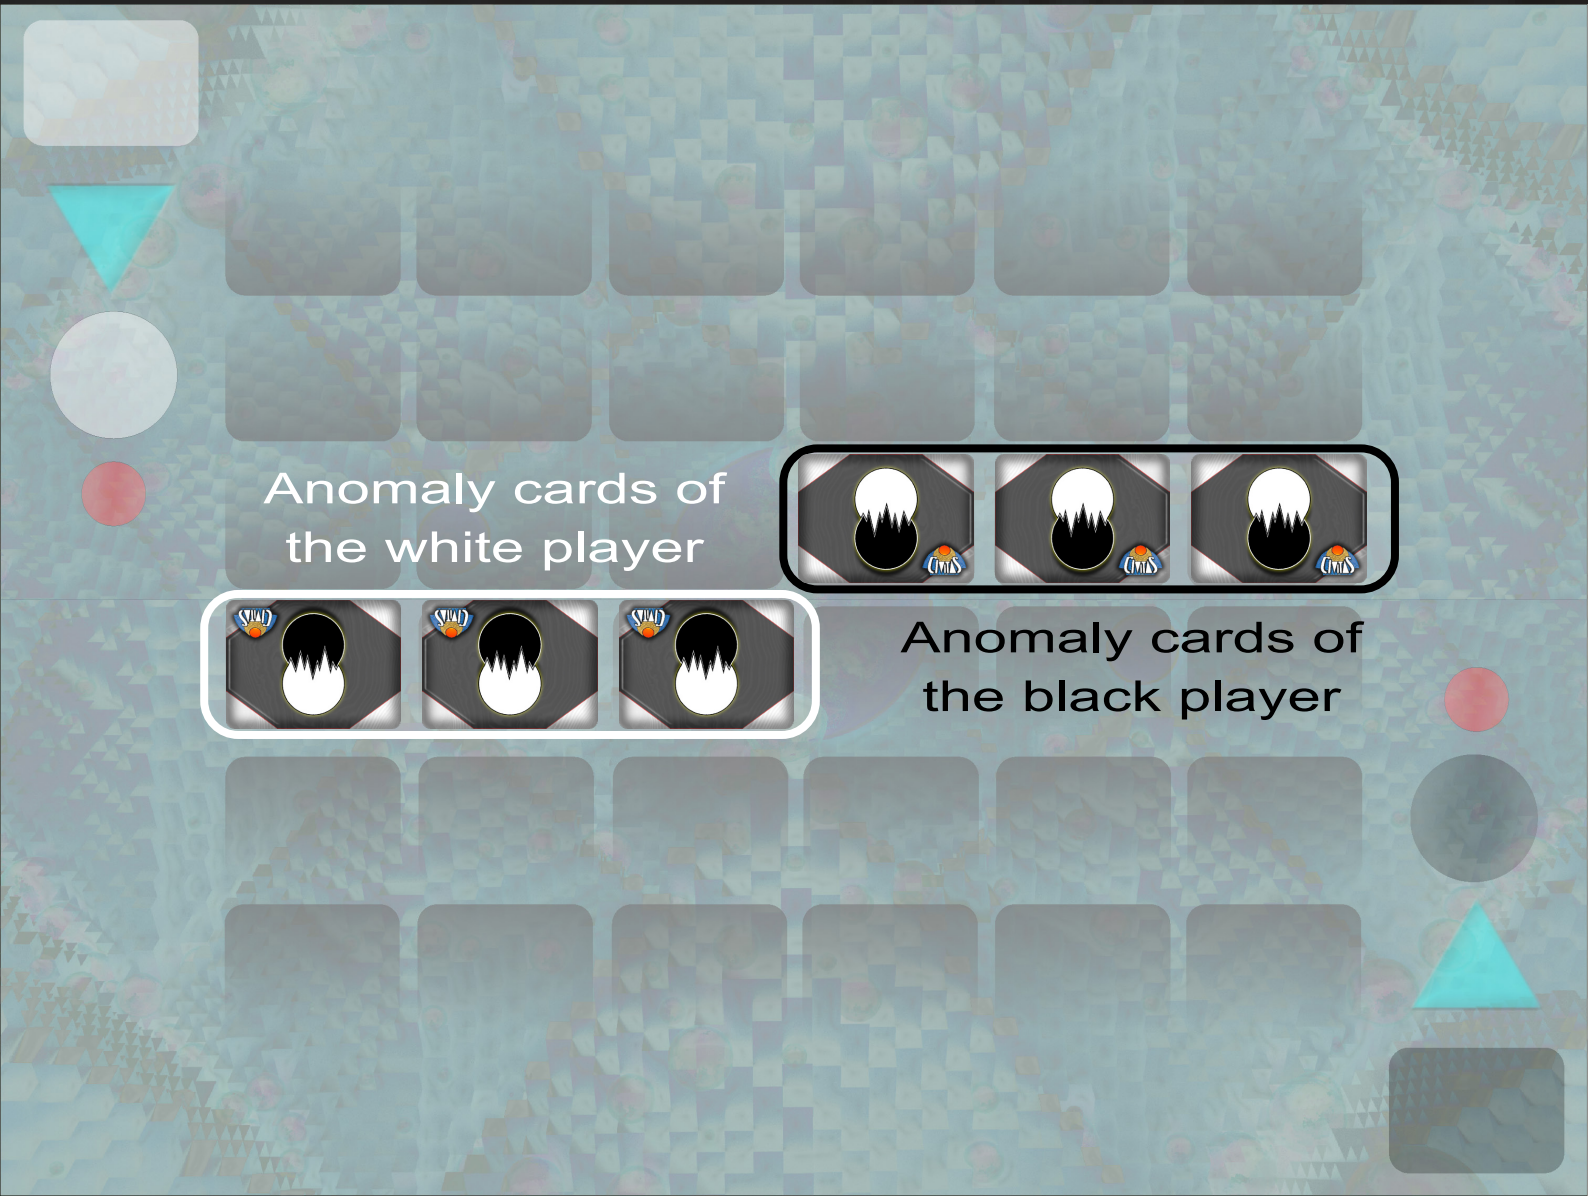 Anomaly cards of
the white player
Anomaly cards of
the black player